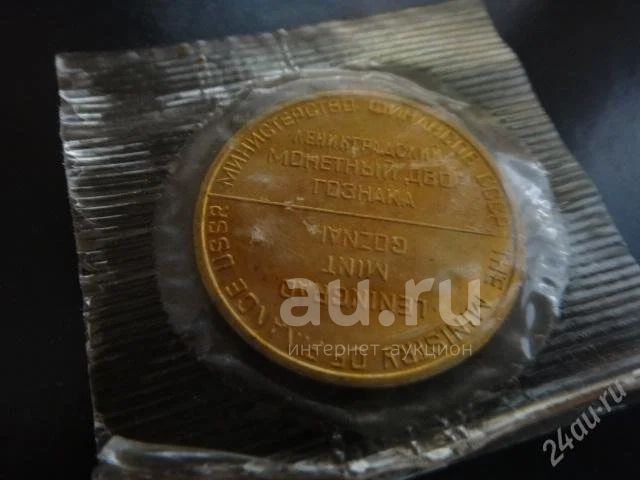 МИНИСТЕРСТВО ФИНАНСОВ СССР
ЛЕНИНГРАДСКИЙ
МОНЕТНЫЙ ДВОР
ГОЗНАКА
GOZNAK
MINT
LENINGRAD
THE MINISTRY OF FINANCE USSR
au.ru
интернет-аукцион
24au.ru